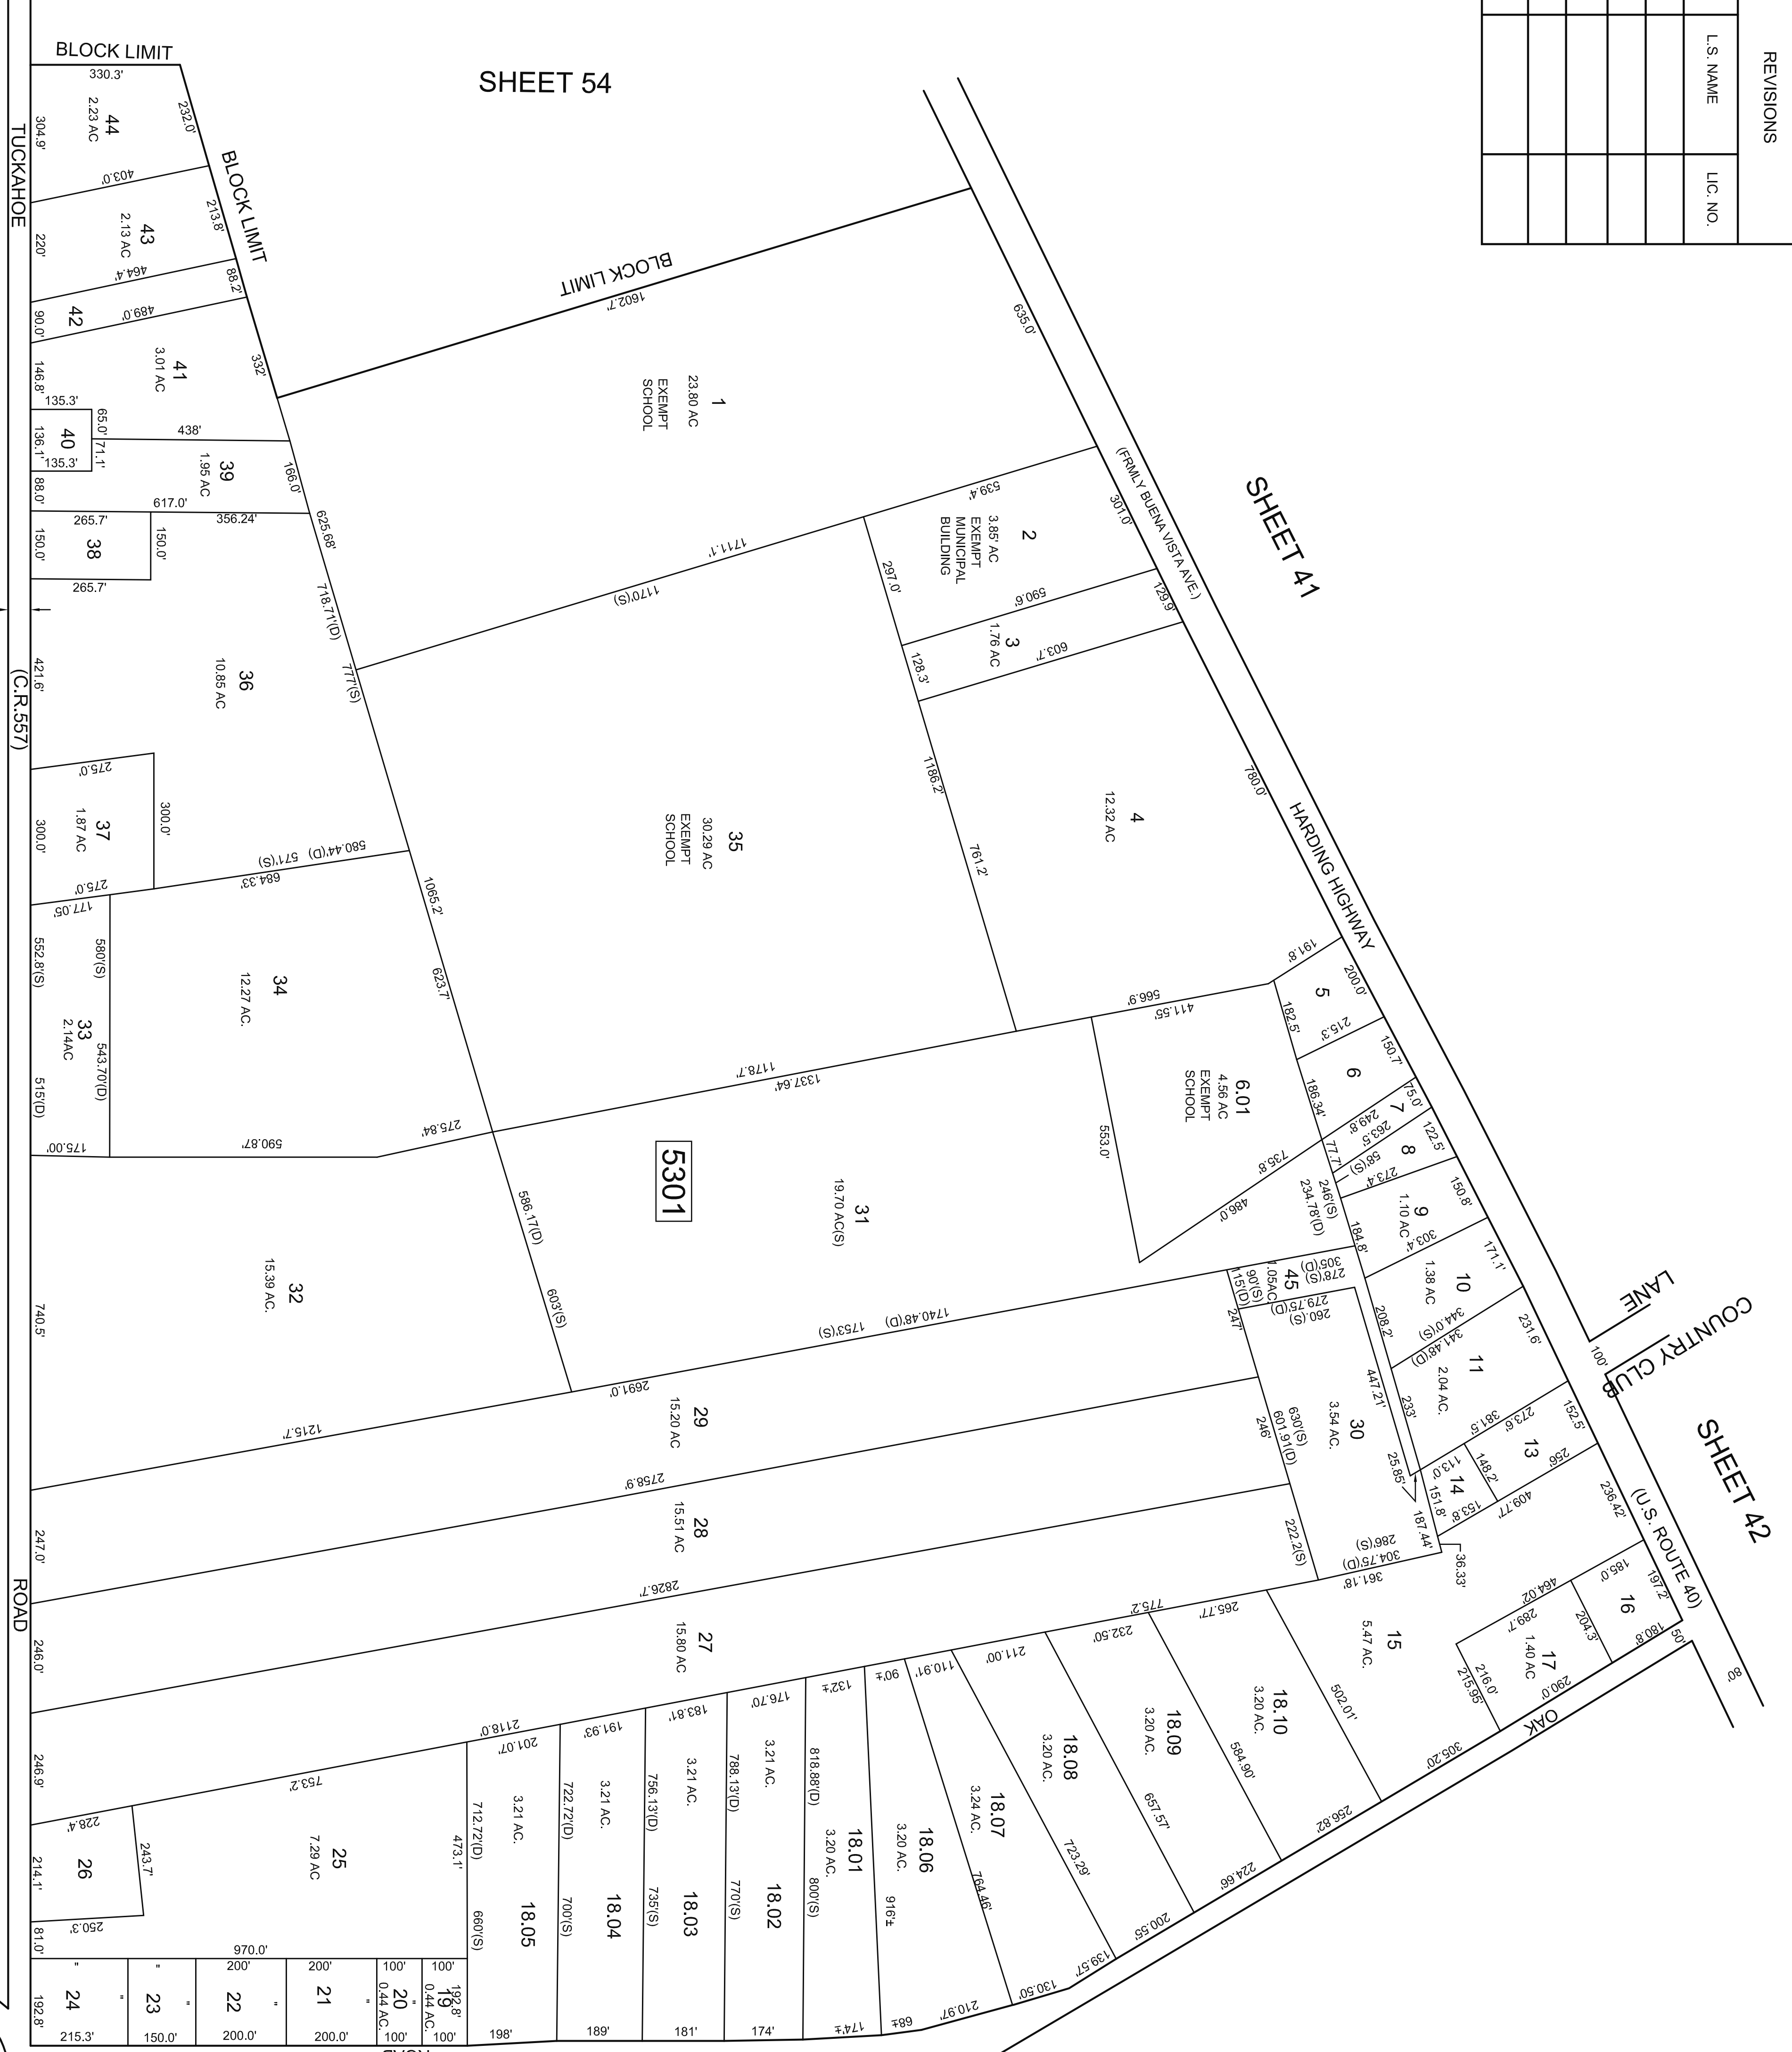 REVISIONS
L.S. NAME
LIC. NO.
SHEET 54
SHEET 41
SHEET 42
BLOCK LIMIT
BLOCK LIMIT
BLOCK LIMIT
TUCKAHOE
(C.R.557)
ROAD
(FRMLY BUENA VISTA AVE.)
HARDING HIGHWAY
(U.S. ROUTE 40)
COUNTRY CLUB
LANE
100'
80'
50'
OAK
ROAD
5301
330.3'
44
2.23 AC
232.0'
304.9'
403.0'
43
2.13 AC
213.8'
220'
464.4'
88.2'
42
90.0'
489.0'
41
3.01 AC
332'
146.8'
135.3'
65.0'
71.1'
40
136.1'
135.3'
438'
39
1.95 AC
166.0'
88.0'
617.0'
265.7'
356.24'
38
150.0'
150.0'
265.7'
625.68'
718.71'(D)
777'(S)
36
10.85 AC
421.6'
275.0'
37
1.87 AC
300.0'
300.0'
275.0'
580.44'(D) 571'(S)
684.33'
177.05'
580'(S)
543.70'(D)
33
2.14AC
552.8'(S)
515'(D)
175.00'
34
12.27 AC.
590.87'
275.84'
1065.2'
623.7'
1602.7'
1
23.80 AC
EXEMPT
SCHOOL
635.0'
539.4'
1711.1'
1170'(S)
2
3.85' AC
EXEMPT
MUNICIPAL
BUILDING
301.0'
297.0'
590.6'
129.9'
3
1.76 AC
128.3'
603.7'
4
12.32 AC
780.0'
1186.2'
761.2'
35
30.29 AC
EXEMPT
SCHOOL
191.8'
566.9'
411.55'
5
200.0'
182.5'
215.3'
6
150.7'
186.34'
7
75.0'
249.8'
263.5'
77.7'
8
122.5'
58'(S)
273.4'
6.01
4.56 AC
EXEMPT
SCHOOL
553.0'
735.8'
486.0'
246'(S)
234.78'(D)
9
1.10 AC
150.8'
303.4'
184.8'
10
1.38 AC
171.1'
208.2'
344.0'(S)
341.48'(D)
11
2.04 AC.
231.6'
233'
381.5'
273.6'
13
152.5'
256'
148.2'
113.0'
14
151.8'
153.8'
409.77'
187.44'
36.33'
236.42'
1178.7'
1337.64'
31
19.70 AC(S)
586.17(D)
603'(S)
32
15.39 AC.
740.5'
45
1.05AC
305'(D)
278'(S)
115'(D)
90'(S)
279.75'(D)
260.(S)
247'
447.21'
25.85'
30
3.54 AC.
630'(S)
601.91(D)
246'
222.2(S)
286'(S)
304.75'(D)
361.18'
1740.48'(D)
1753'(S)
2691.0'
1215.7'
29
15.20 AC
247.0'
2758.9'
28
15.51 AC
246.0'
2826.7'
27
15.80 AC
246.9'
15
5.47 AC.
464.02'
16
185.0'
197.2'
180.8'
204.3'
17
1.40 AC
289.7'
216.0'
215.95'
290.0'
305.20'
502.01'
775.2'
265.77'
18.10
3.20 AC.
256.82'
584.90'
232.50'
18.09
3.20 AC.
224.66'
657.57'
211.00'
18.08
3.20 AC.
200.55'
723.29'
110.91'
18.07
3.24 AC.
139.57'
130.50'
764.46'
90'±
18.06
3.20 AC.
916'±
210.97'
68±
132'±
18.01
3.20 AC.
818.88'(D)
800'(S)
174'±
176.70'
3.21 AC.
18.02
788.13'(D)
770'(S)
174'
183.81'
3.21 AC.
18.03
756.13'(D)
735'(S)
181'
191.93'
3.21 AC.
18.04
722.72'(D)
700'(S)
189'
2118.0'
201.07'
3.21 AC.
18.05
712.72'(D)
660'(S)
198'
753.2'
25
7.29 AC
473.1'
970.0'
228.4'
243.7'
26
214.1'
250.3'
81.0'
100'
192.8'
19
0.44 AC.
100'
100'
"
20
0.44 AC.
100'
200'
"
21
200.0'
200'
"
22
200.0'
"
"
23
150.0'
"
"
24
192.8'
215.3'